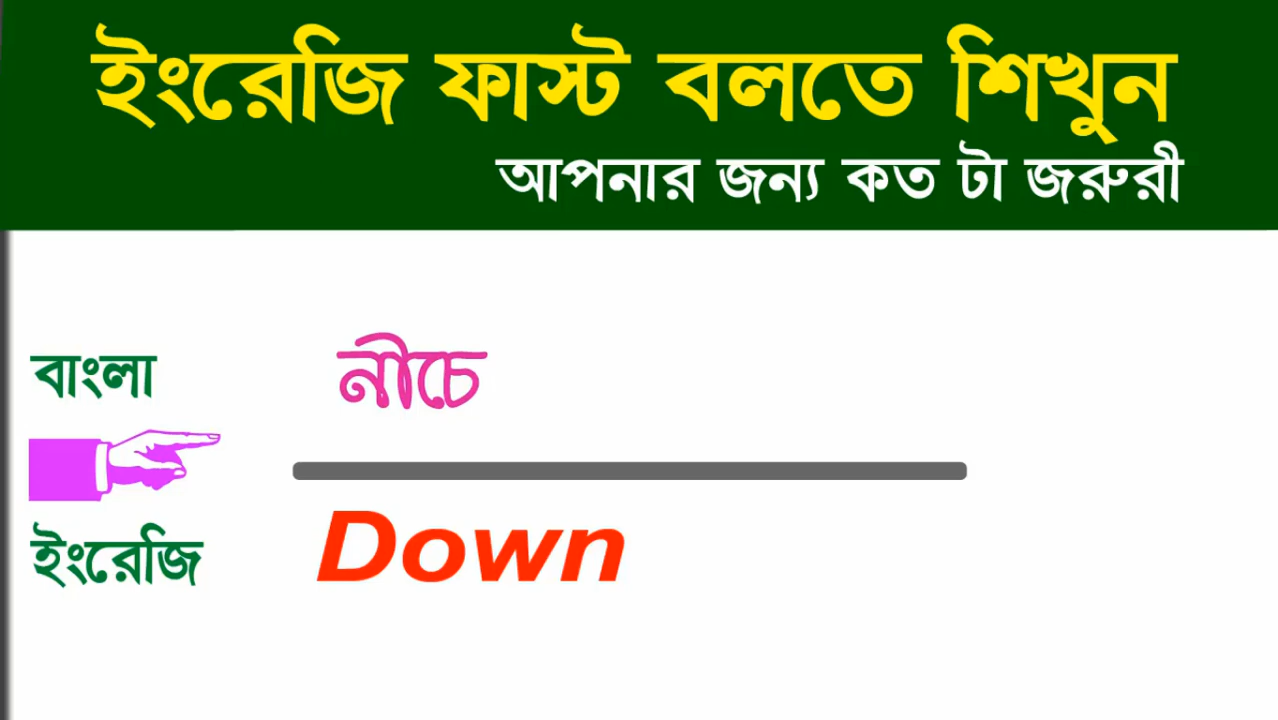 ইংরেজি ফাস্ট বলতে শিখুন
আপনার জন্য কত টা জরুরী
বাংলা
নীচে
ইংরেজি
Down